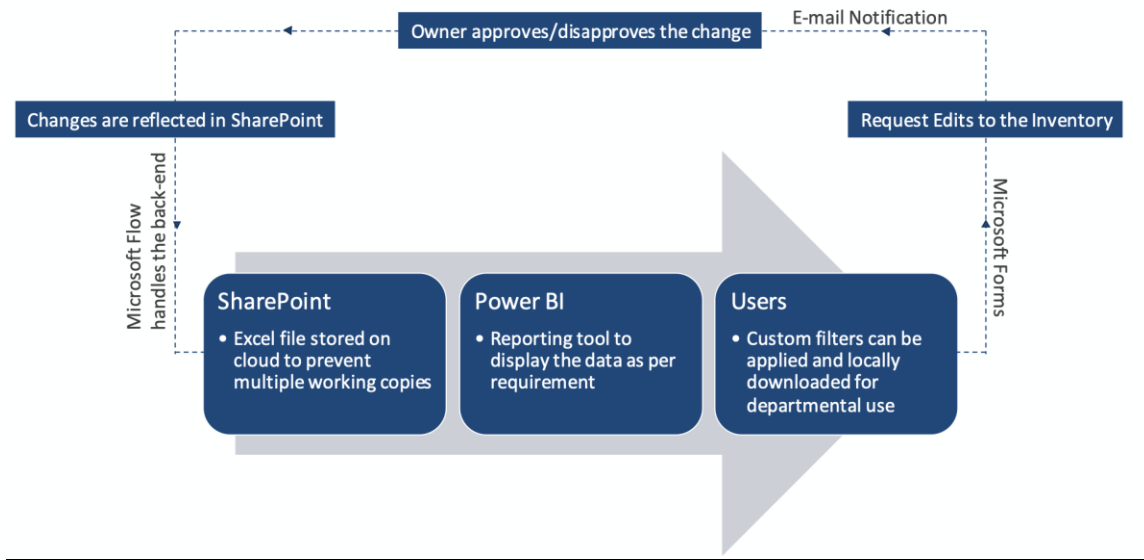 E-mail Notification
Owner approves/disapproves the change
Changes are reflected in SharePoint
Request Edits to the Inventory
Microsoft Flow
handles the back-end
Microsoft Forms
SharePoint
• Excel file stored on
cloud to prevent
multiple working copies
Power BI
• Reporting tool to
display the data as per
requirement
Users
• Custom filters can be
applied and locally
downloaded for
departmental use